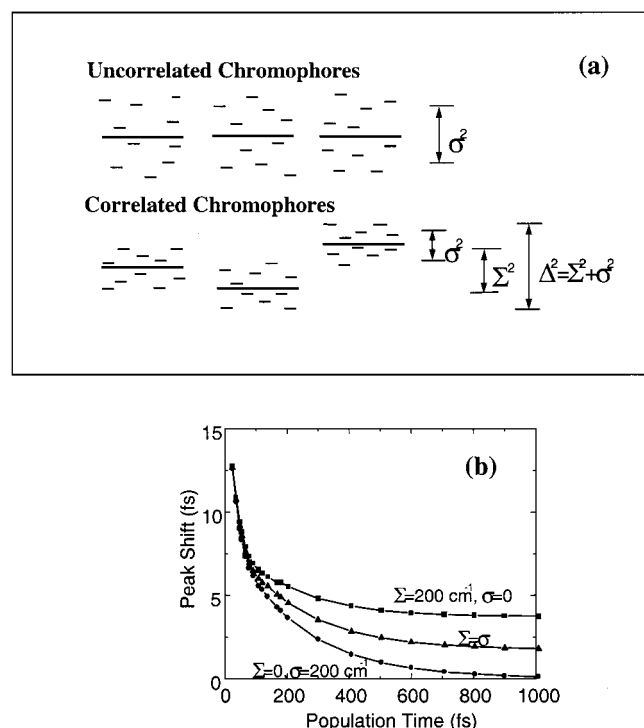 Uncorrelated Chromophores
(a)
σ²
Correlated Chromophores
σ²
Σ²
Δ²=Σ²+σ²
(b)
15
10
5
0
Peak Shift (fs)
Σ=200 cm⁻¹, σ=0
Σ=σ
Σ=0,σ=200 cm⁻¹
0 200 400 600 800 1000
Population Time (fs)